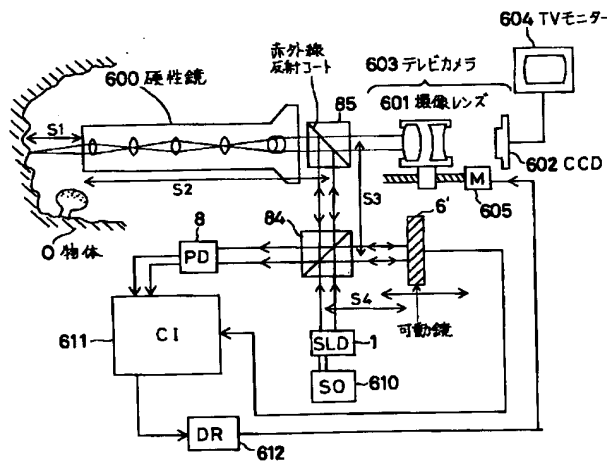 604 TVモニター
赤外線
反射コート
603 テレビカメラ
600 硬性鏡
85
601 撮像レンズ
S1
602 CCD
S2
S3
M
605
6'
84
8
O 物体
PD
S4
可動鏡
CI
611
SLD
1
SO
610
DR
612